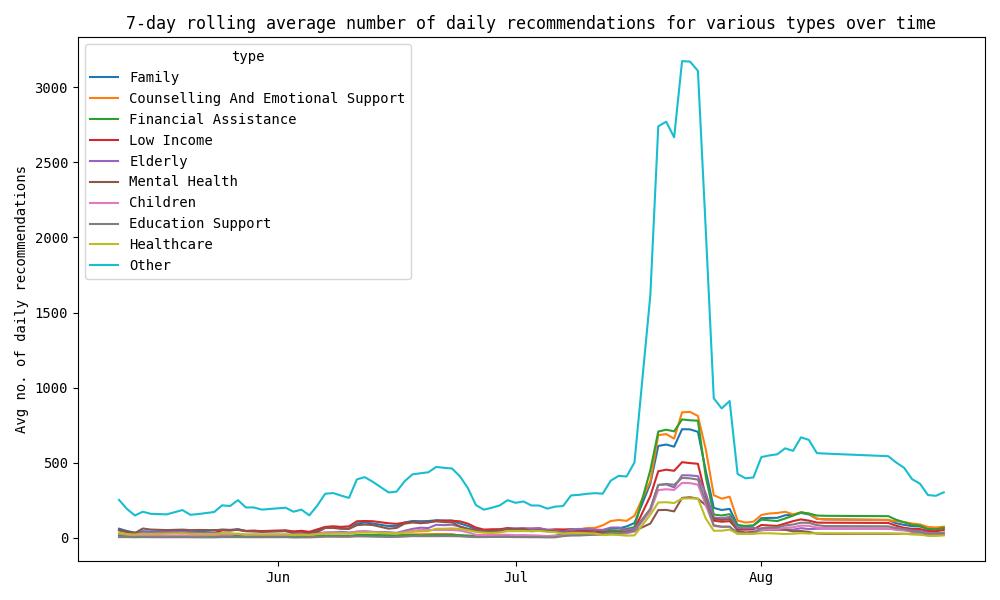 7-day rolling average number of daily recommendations for various types over time
type
Family
Counselling And Emotional Support
Financial Assistance
Low Income
Elderly
Mental Health
Children
Education Support
Healthcare
Other
Avg no. of daily recommendations
3000
2500
2000
1500
1000
500
0
Jun
Jul
Aug